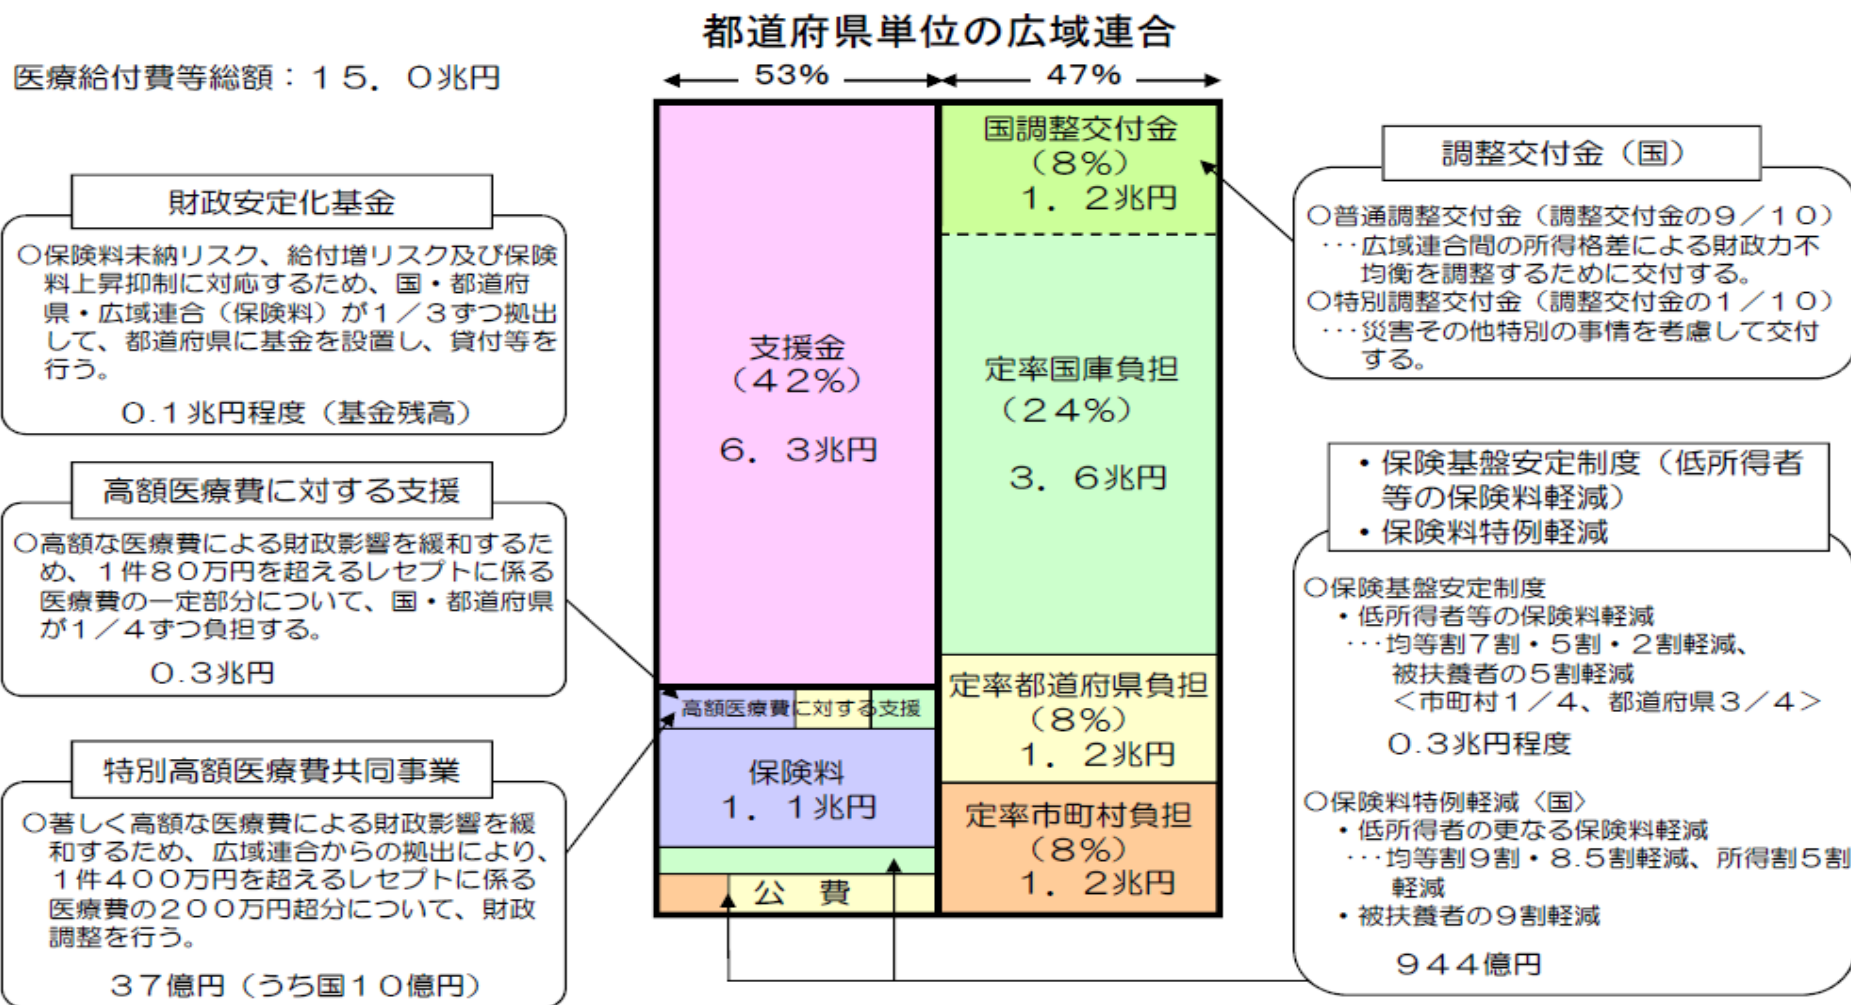 都道府県単位の広域連合
医療給付費等総額：１５．０兆円
53%
47%
財政安定化基金
○保険料未納リスク、給付増リスク及び保険
料上昇抑制に対応するため、国・都道府
県・広域連合（保険料）が１／３ずつ拠出
して、都道府県に基金を設置し、貸付等を
行う。
０.１兆円程度（基金残高）
高額医療費に対する支援
○高額な医療費による財政影響を緩和するた
め、１件８０万円を超えるレセプトに係る
医療費の一定部分について、国・都道府県
が１／４ずつ負担する。
０.３兆円
特別高額医療費共同事業
○著しく高額な医療費による財政影響を緩
和するため、広域連合からの拠出により、
１件４００万円を超えるレセプトに係る
医療費の２００万円超分について、財政
調整を行う。
３７億円（うち国１０億円）
支援金
（４２%）
６．３兆円
高額医療費に対する支援
保険料
１．１兆円
公　費
国調整交付金
（８%）
１．２兆円
定率国庫負担
（２４%）
３．６兆円
定率都道府県負担
（８%）
１．２兆円
定率市町村負担
（８%）
１．２兆円
調整交付金（国）
○普通調整交付金（調整交付金の９／１０）
･･･広域連合間の所得格差による財政力不
均衡を調整するために交付する。
○特別調整交付金（調整交付金の１／１０）
･･･災害その他特別の事情を考慮して交付
する。
・保険基盤安定制度（低所得者
等の保険料軽減）
・保険料特例軽減
○保険基盤安定制度
・低所得者等の保険料軽減
･･･均等割７割・５割・２割軽減、
被扶養者の５割軽減
＜市町村１／４、都道府県３／４＞
０.３兆円程度
○保険料特例軽減〈国〉
・低所得者の更なる保険料軽減
･･･均等割９割・８.５割軽減、所得割５割
軽減
・被扶養者の９割軽減
９４４億円